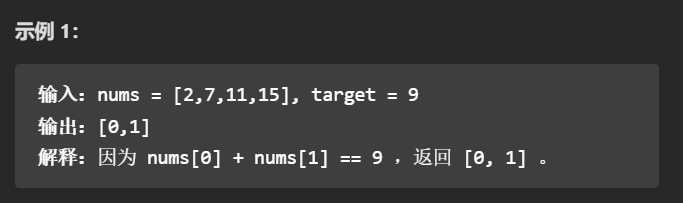 示例 1：
输入：nums = [2,7,11,15], target = 9
输出：[0,1]
解释：因为 nums[0] + nums[1] == 9 ，返回 [0, 1] 。